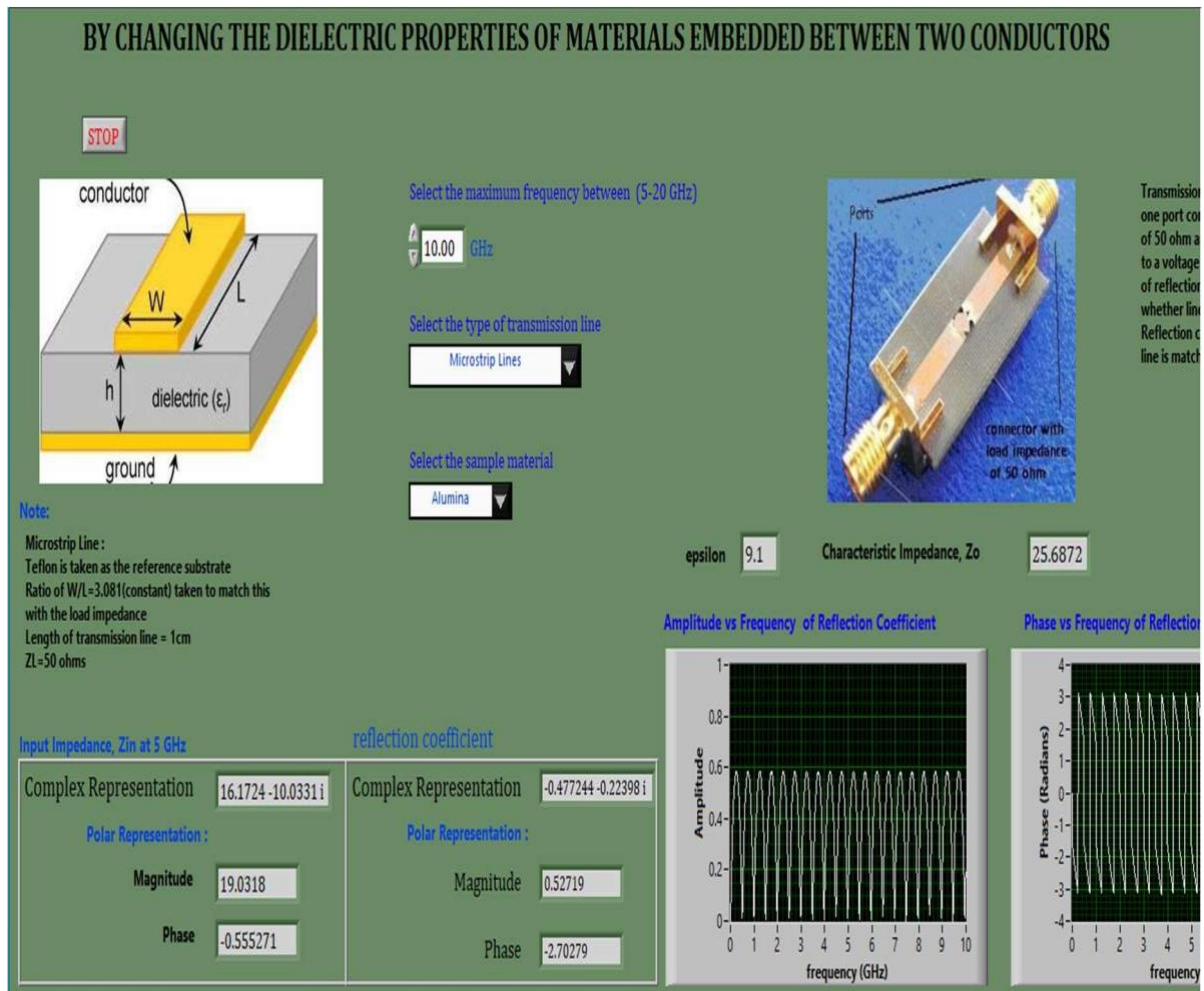 BY CHANGING THE DIELECTRIC PROPERTIES OF MATERIALS EMBEDDED BETWEEN TWO CONDUCTORS
STOP
conductor
W
L
h
dielectric (εr)
ground
Note:
Microstrip Line :
Teflon is taken as the reference substrate
Ratio of W/L=3.081(constant) taken to match this
with the load impedance
Length of transmission line = 1cm
ZL=50 ohms
Select the maximum frequency between (5-20 GHz)
10.00 GHz
Select the type of transmission line
Microstrip Lines
Select the sample material
Alumina
Ports
connector with
load impedance
of 50 ohm
Transmission
one port
of 50 ohm
to a voltage
of reflection
whether
Reflection
line is
epsilon 9.1 Characteristic Impedance, Zo 25.6872
Input Impedance, Zin at 5 GHz
Complex Representation 16.1724 -10.0331 i
Polar Representation :
Magnitude 19.0318
Phase -0.555271
reflection coefficient
Complex Representation -0.477244 -0.22398 i
Polar Representation :
Magnitude 0.52719
Phase -2.70279
Amplitude vs Frequency of Reflection Coefficient
Amplitude
1
0.8
0.6
0.4
0.2
0
0 1 2 3 4 5 6 7 8 9 10
frequency (GHz)
Phase vs Frequency of Reflection
Phase (Radians)
4
3
2
1
0
-1
-2
-3
-4
0 1 2 3 4 5
frequency